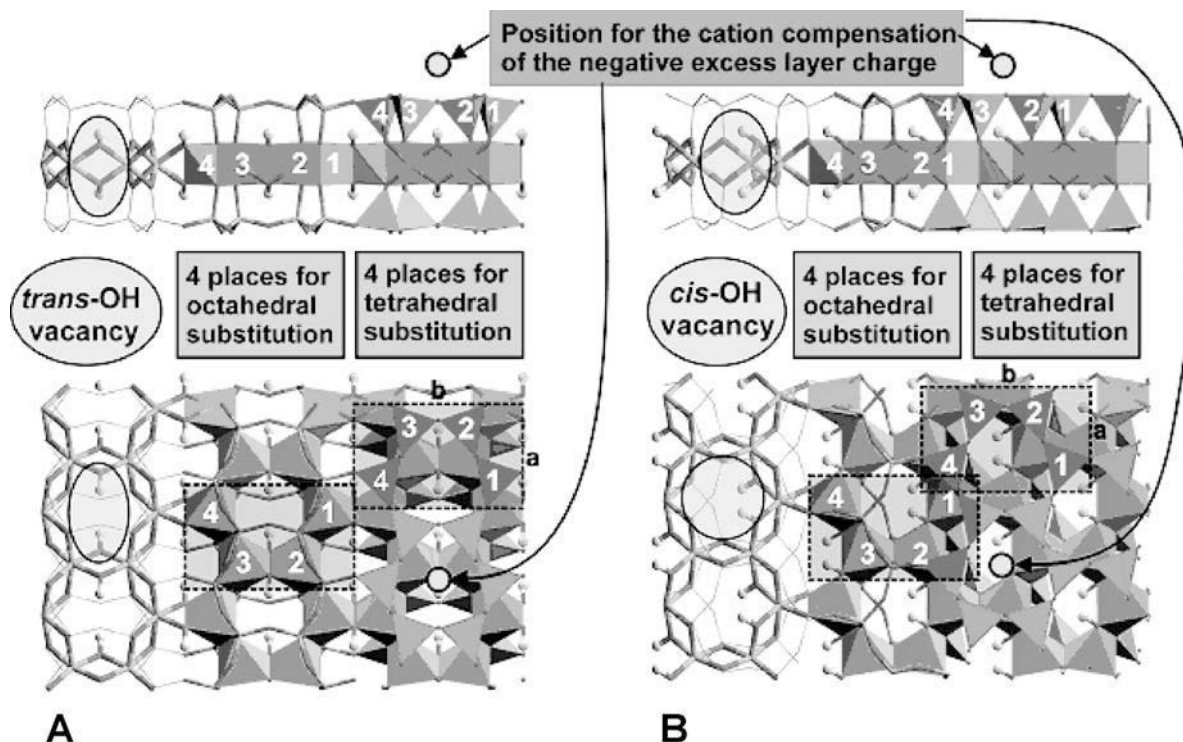 Position for the cation compensation
of the negative excess layer charge
4 3 2 1
4 3 2 1
4 3 2 1
4 3 2 1
trans-OH
vacancy
4 places for
octahedral
substitution
4 places for
tetrahedral
substitution
cis-OH
vacancy
4 places for
octahedral
substitution
4 places for
tetrahedral
substitution
b
3 2
a
4 1
4 1
3 2
b
3 2
a
4 1
4 1
3 2
A
B